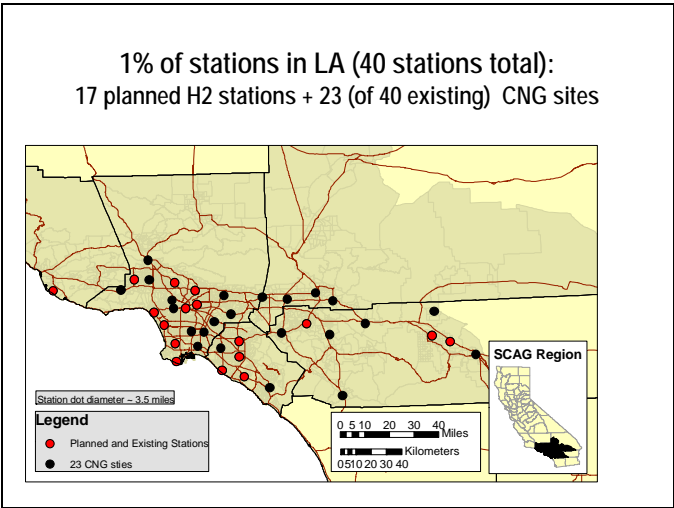 1% of stations in LA (40 stations total):
17 planned H2 stations + 23 (of 40 existing) CNG sites
SCAG Region
Station dot diameter ~ 3.5 miles
Legend
Planned and Existing Stations
23 CNG sties
0 5 10 20 30 40
Miles
Kilometers
0510 20 30 40